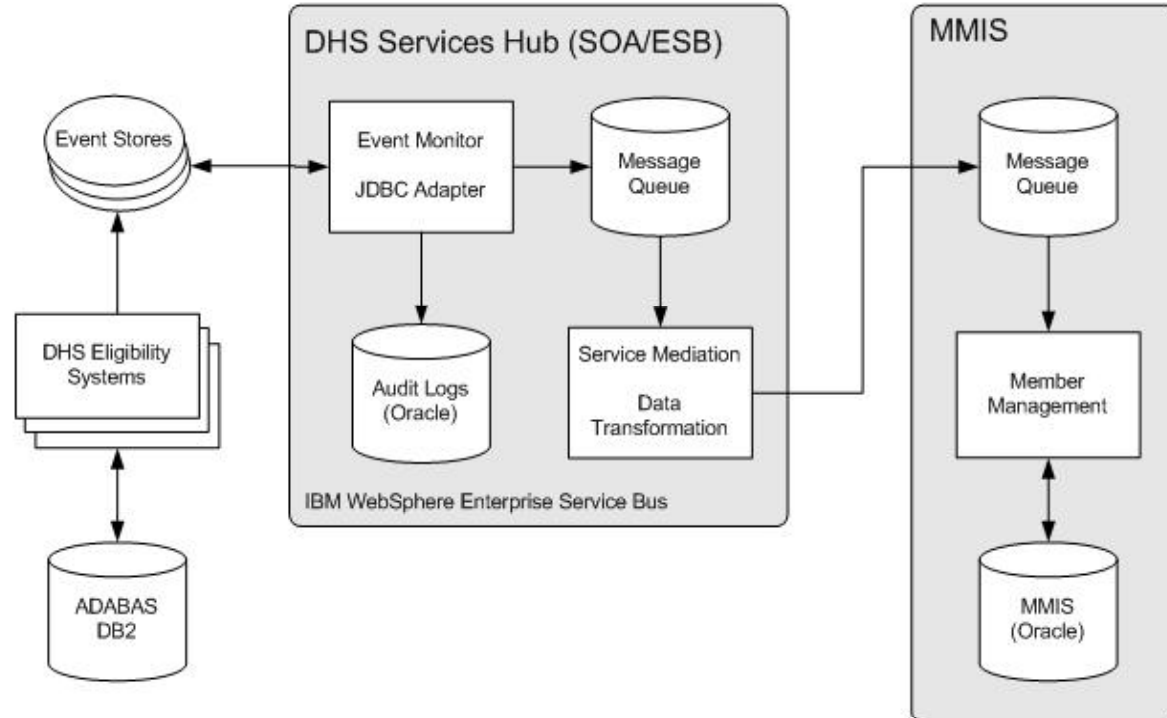 DHS Services Hub (SOA/ESB)
MMIS
Event Stores
Event Monitor
JDBC Adapter
Message
Queue
Message
Queue
DHS Eligibility
Systems
Audit Logs
(Oracle)
Service Mediation
Data
Transformation
Member
Management
IBM WebSphere Enterprise Service Bus
ADABAS
DB2
MMIS
(Oracle)